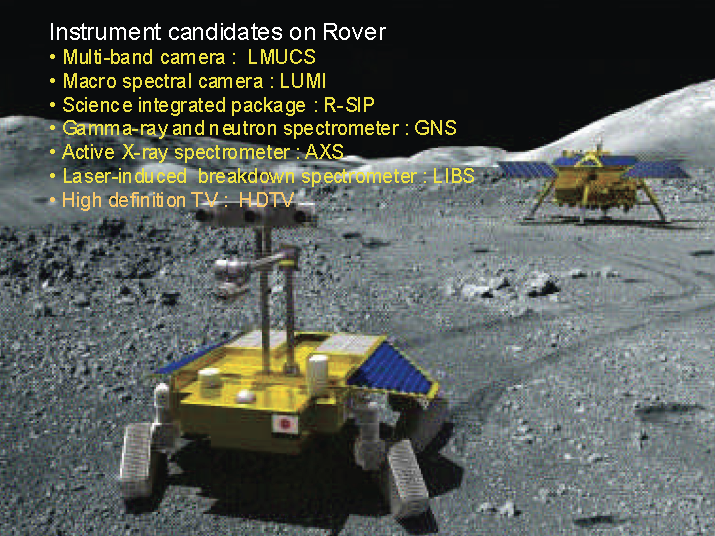 Instrument candidates on Rover
• Multi-band camera : LMUCS
• Macro spectral camera : LUMI
• Science integrated package : R-SIP
• Gamma-ray and neutron spectrometer : GNS
• Active X-ray spectrometer : AXS
• Laser-induced breakdown spectrometer : LIBS
• High definition TV : HDTV